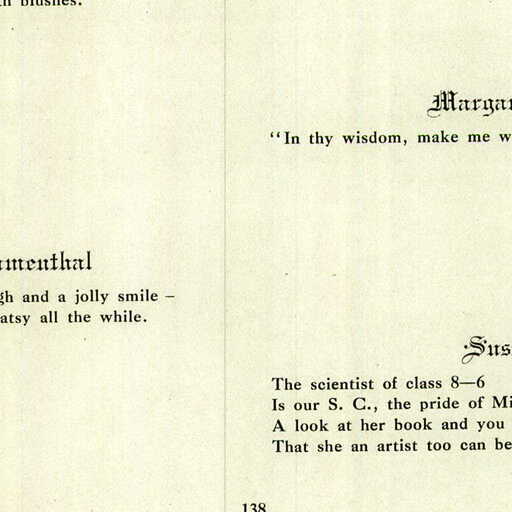 blushes.
umenthal
gh and a jolly smile –
atsy all the while.
Margar
“In thy wisdom, make me w
Sus
The scientist of class 8—6
Is our S. C., the pride of Mi
A look at her book and you
That she an artist too can be
138